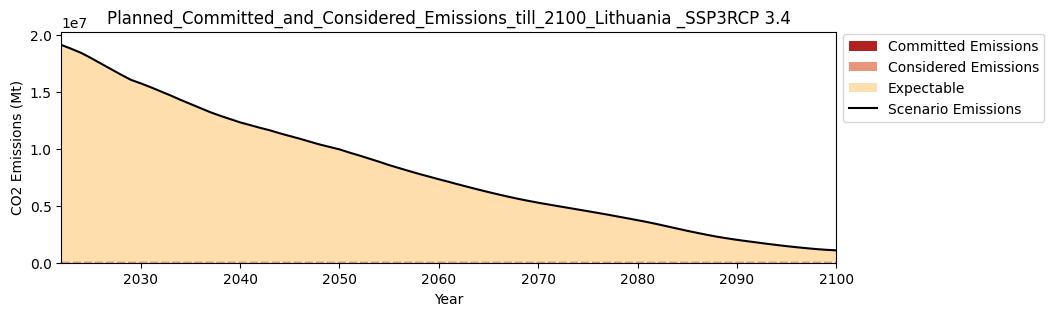 Planned_Committed_and_Considered_Emissions_till_2100_Lithuania _SSP3RCP 3.4
1e7
2.0
1.5
1.0
0.5
0.0
CO2 Emissions (Mt)
2030 2040 2050 2060 2070 2080 2090 2100
Year
Committed Emissions
Considered Emissions
Expectable
Scenario Emissions